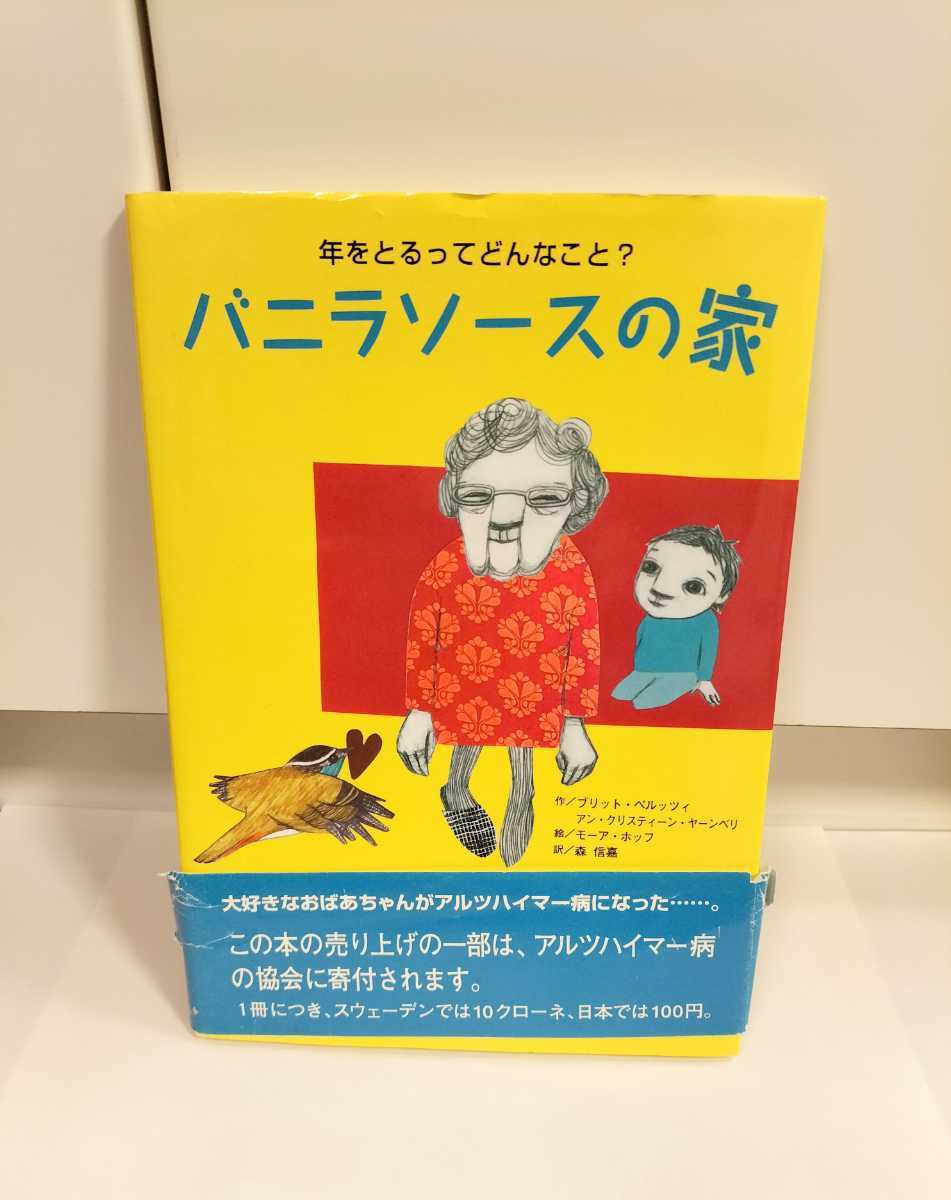 年をとるってどんなこと?
バニラソースの家
作/ブリット・ペルッツィ
アン・クリスティーン・ヤーンベリ
絵/モーア・ホッフ
訳/森 信嘉
大好きなおばあちゃんがアルツハイマー病になった……。
この本の売り上げの一部は、アルツハイマー病
の協会に寄付されます。
1冊につき、スウェーデンでは10クローネ、日本では100円。